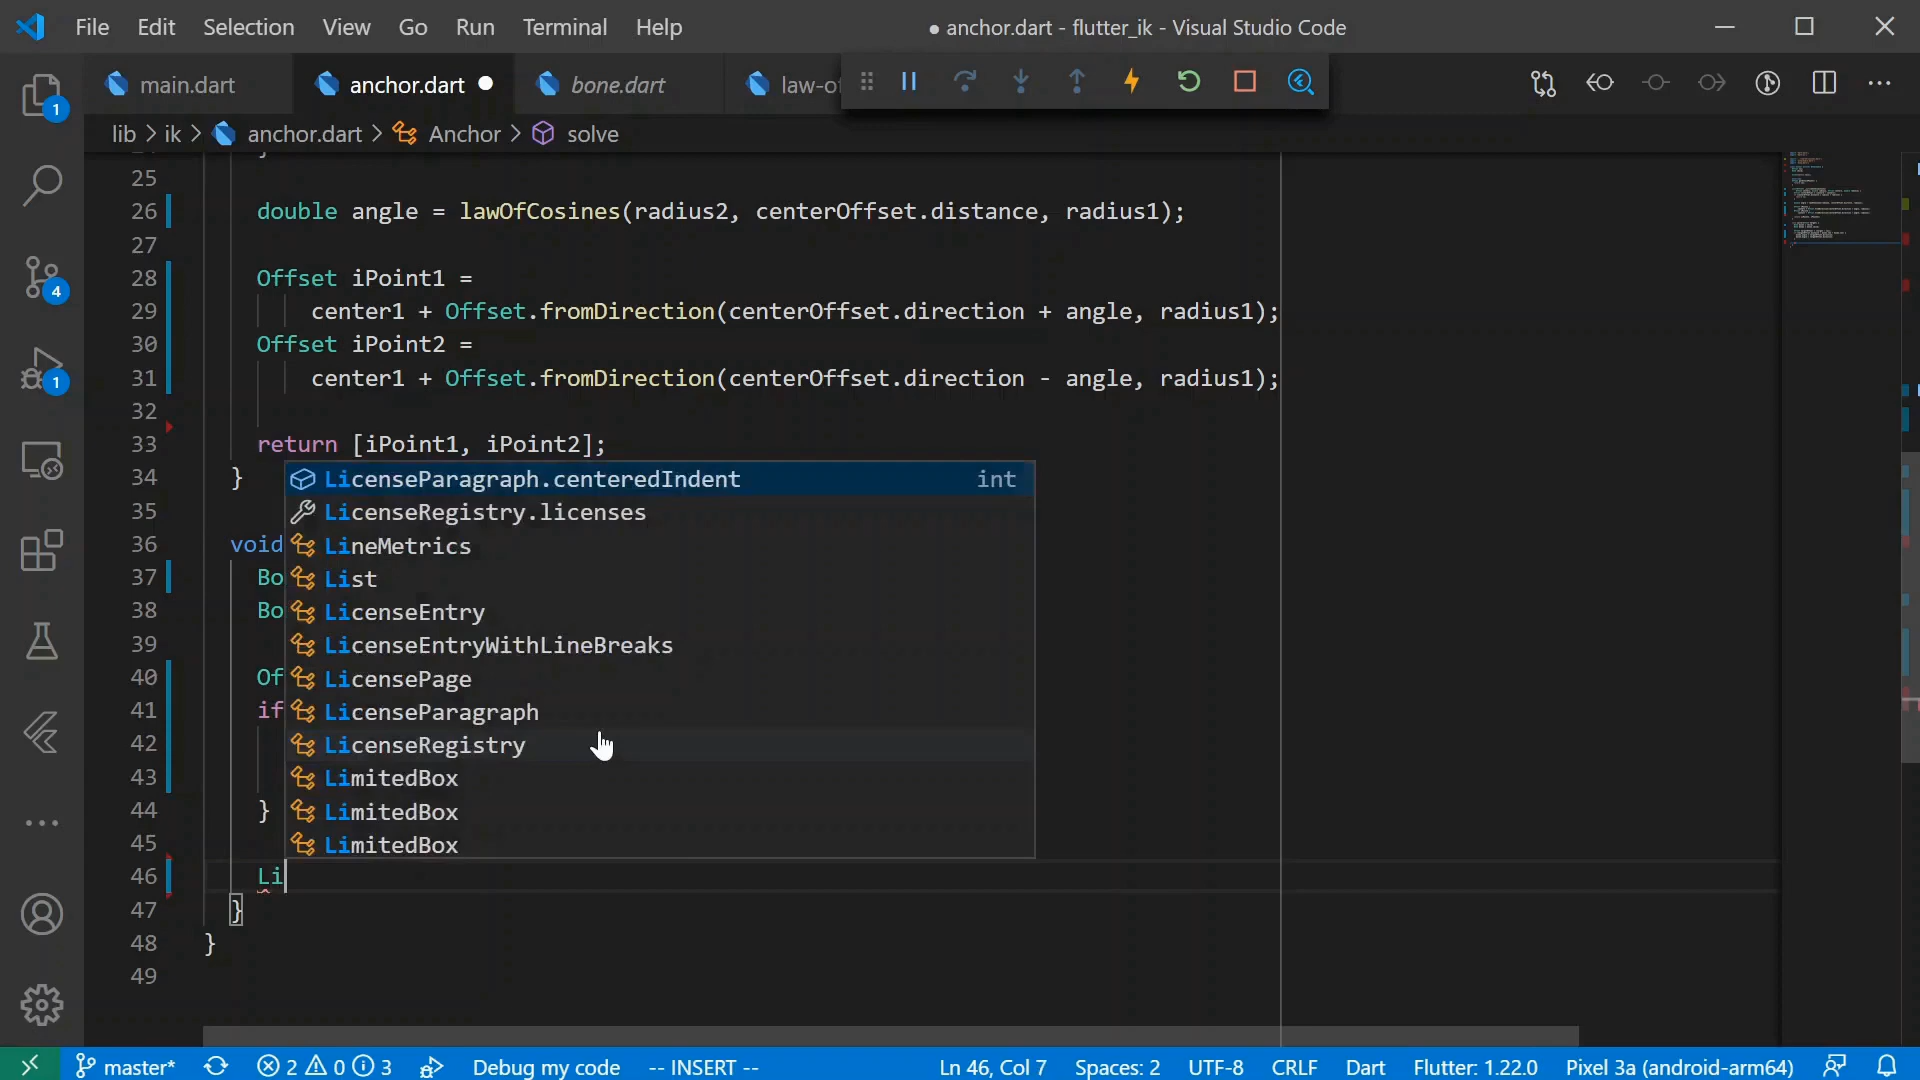 File Edit Selection View Go Run Terminal Help
● anchor.dart - flutter_ik - Visual Studio Code
main.dart
anchor.dart
bone.dart
law-o
lib > ik > anchor.dart > Anchor > solve
25
26 double angle = lawOfCosines(radius2, centerOffset.distance, radius1);
27
28 Offset iPoint1 =
29 center1 + Offset.fromDirection(centerOffset.direction + angle, radius1);
30 Offset iPoint2 =
31 center1 + Offset.fromDirection(centerOffset.direction - angle, radius1);
32
33 return [iPoint1, iPoint2];
34 }
35
36 void
37 Bo
38 Bo
39
40 Of
41 if
42
43
44 }
45
46 Li
47 }
48 }
49
LicenseParagraph.centeredIndent int
LicenseRegistry.licenses
LineMetrics
List
LicenseEntry
LicenseEntryWithLineBreaks
LicensePage
LicenseParagraph
LicenseRegistry
LimitedBox
LimitedBox
LimitedBox
1
4
1
master* 2 0 3 Debug my code -- INSERT -- Ln 46, Col 7 Spaces: 2 UTF-8 CRLF Dart Flutter: 1.22.0 Pixel 3a (android-arm64)